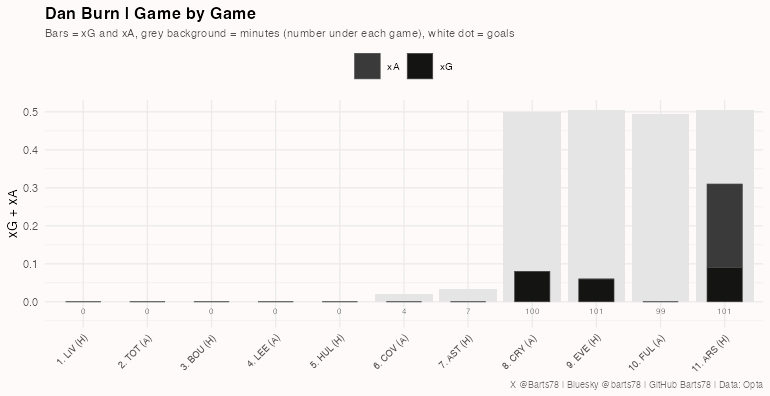 Dan Burn | Game by Game
Bars = xG and xA, grey background = minutes (number under each game), white dot = goals
xA xG
xG + xA
0.5
0.4
0.3
0.2
0.1
0.0
0 0 0 0 0 4 7 100 101 99 101
1. LIV (H)
2. TOT (A)
3. BOU (H)
4. LEE (A)
5. HUL (H)
6. COV (A)
7. AST (H)
8. CRY (A)
9. EVE (H)
10. FUL (A)
11. ARS (H)
X @Barts78 | Bluesky @barts78 | GitHub Barts78 | Data: Opta